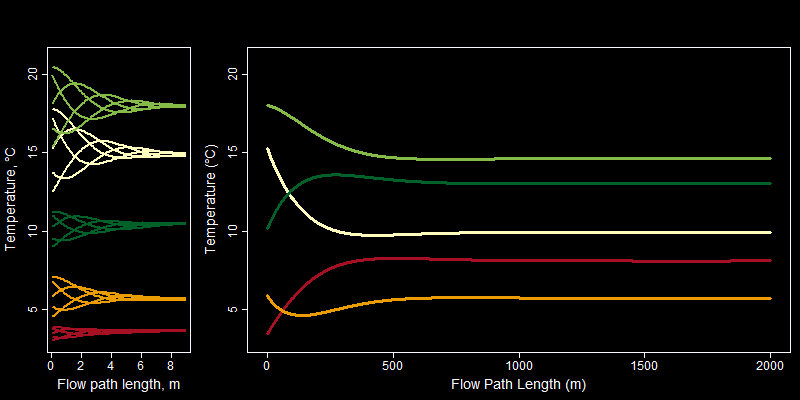 Temperature, °C
20
15
10
5
0 2 4 6 8
Flow path length, m
Temperature (°C)
20
15
10
5
0 500 1000 1500 2000
Flow Path Length (m)